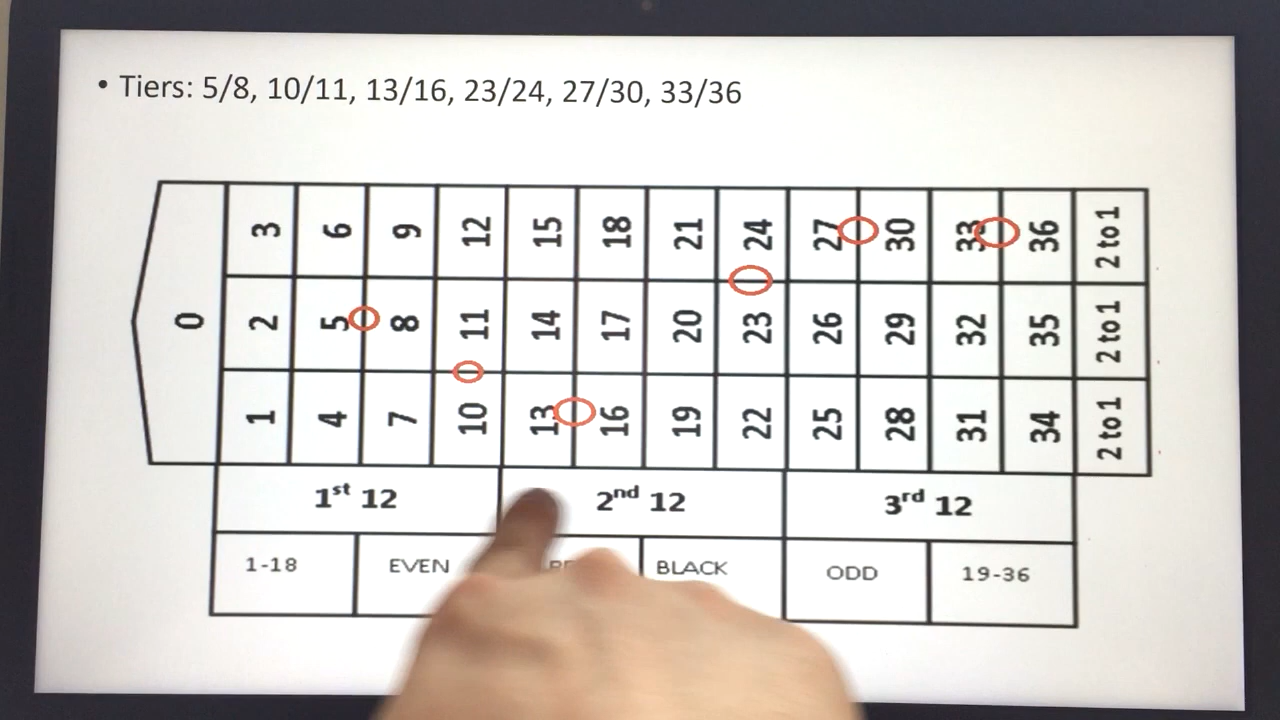 • Tiers: 5/8, 10/11, 13/16, 23/24, 27/30, 33/36
3 6 9 12 15 18 21 24 27 30 33 36 2 to 1
0 2 5 8 11 14 17 20 23 26 29 32 35 2 to 1
1 4 7 10 13 16 19 22 25 28 31 34 2 to 1
1st 12 2nd 12 3rd 12
1-18 EVEN BLACK ODD 19-36